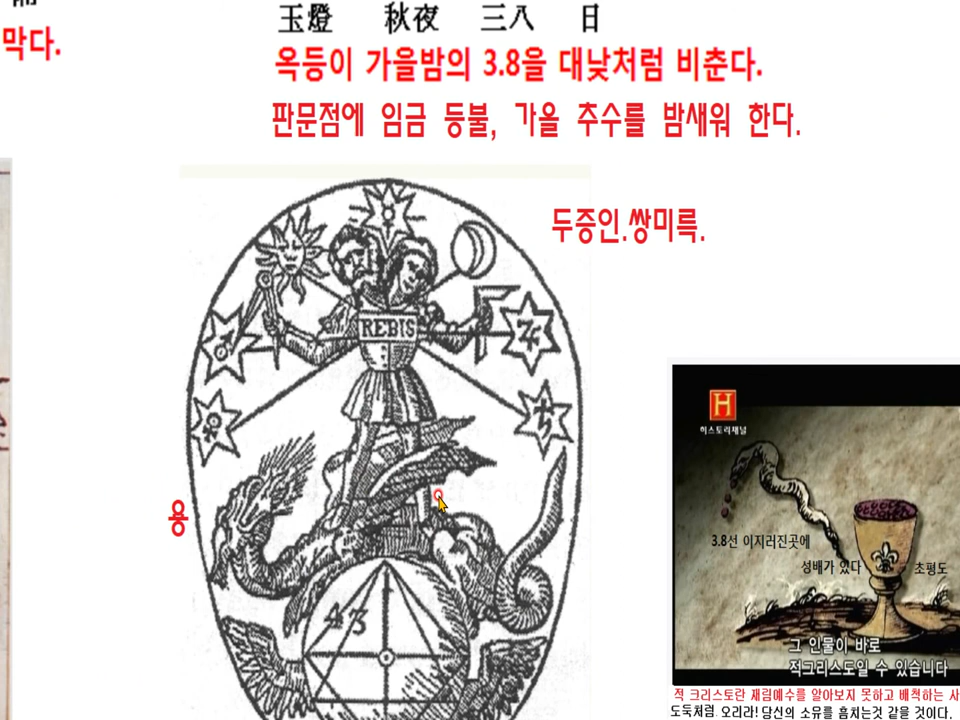 막다.
玉燈 秋夜 三八 日
옥등이 가을밤의 3.8을 대낮처럼 비춘다.
판문점에 임금 등불, 가을 추수를 밤새워 한다.
두증인.쌍미륵.
REBIS
용
43
H
히스토리채널
3.8선 이지러진곳에
성배가 있다
초평도
그 인물이 바로
적그리스도일 수 있습니다
적 크리스토란 재림예수를 알아보지 못하고 배척하는 사
도둑처럼 오리라! 당신의 소유를 훔치는것 같을 것이다.